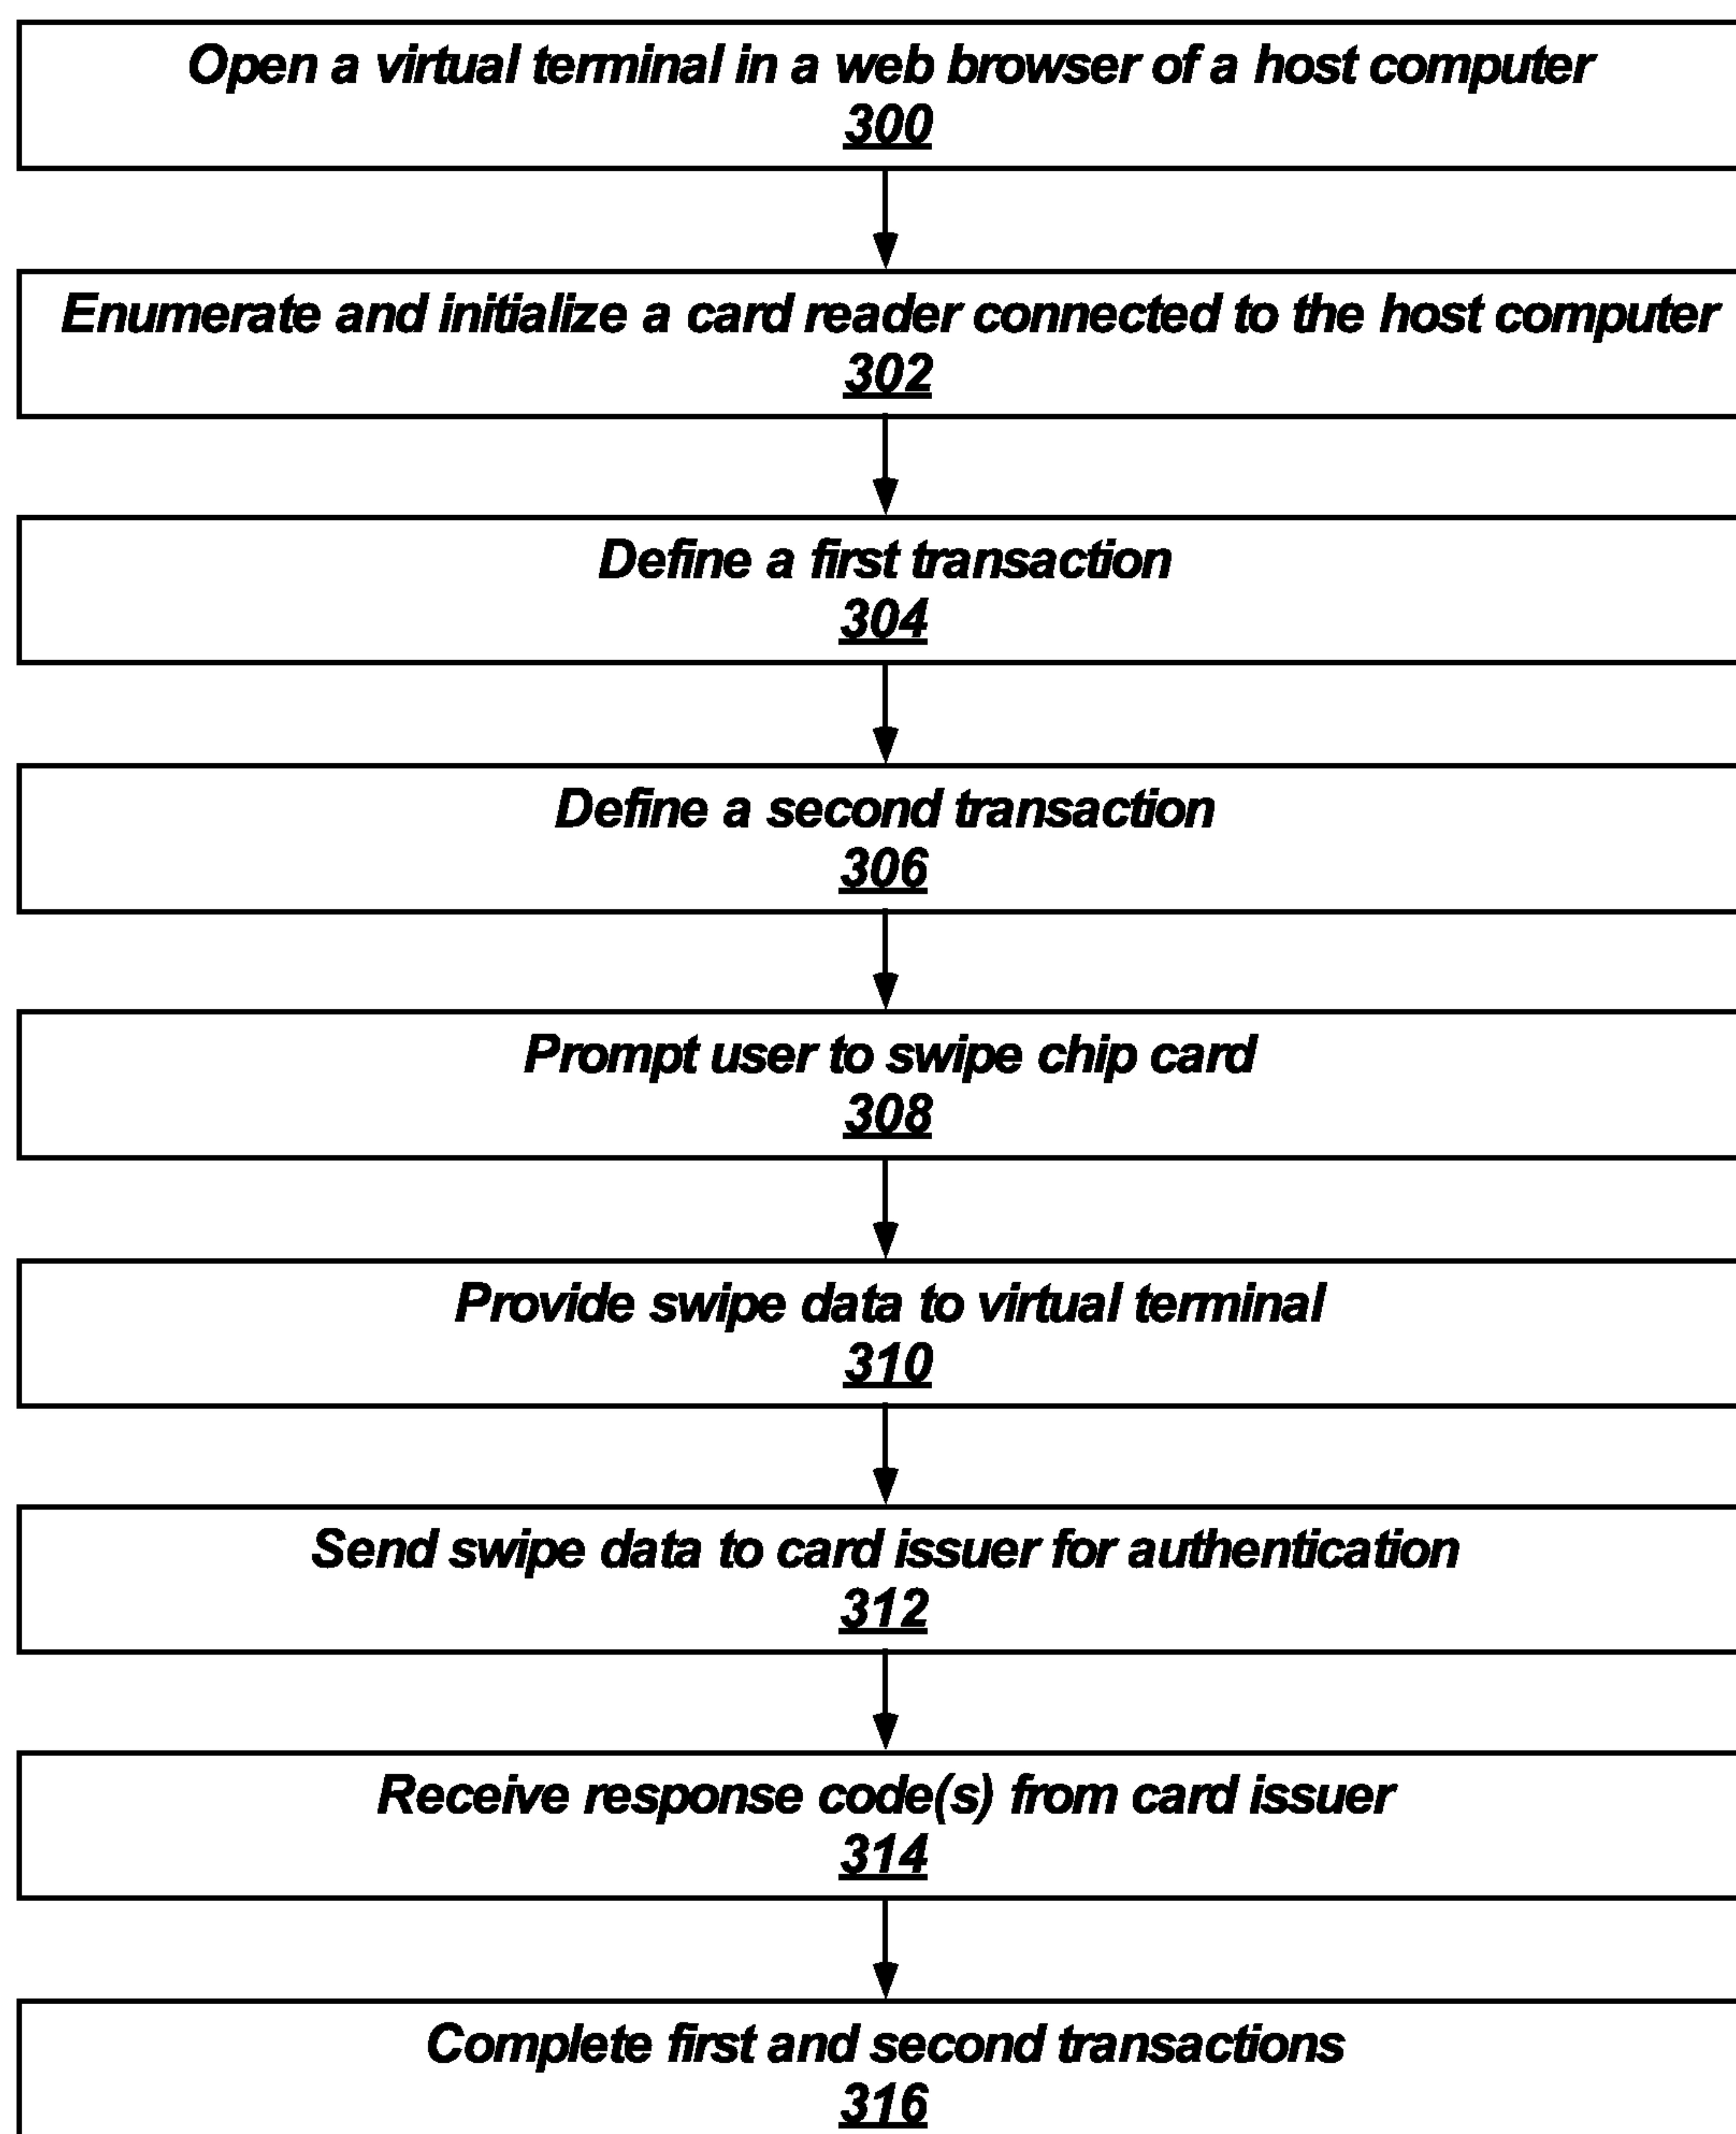 Open a virtual terminal in a web browser of a host computer
300
Enumerate and initialize a card reader connected to the host computer
302
Define a first transaction
304
Define a second transaction
306
Prompt user to swipe chip card
308
Provide swipe data to virtual terminal
310
Send swipe data to card issuer for authentication
312
Receive response code(s) from card issuer
314
Complete first and second transactions
316